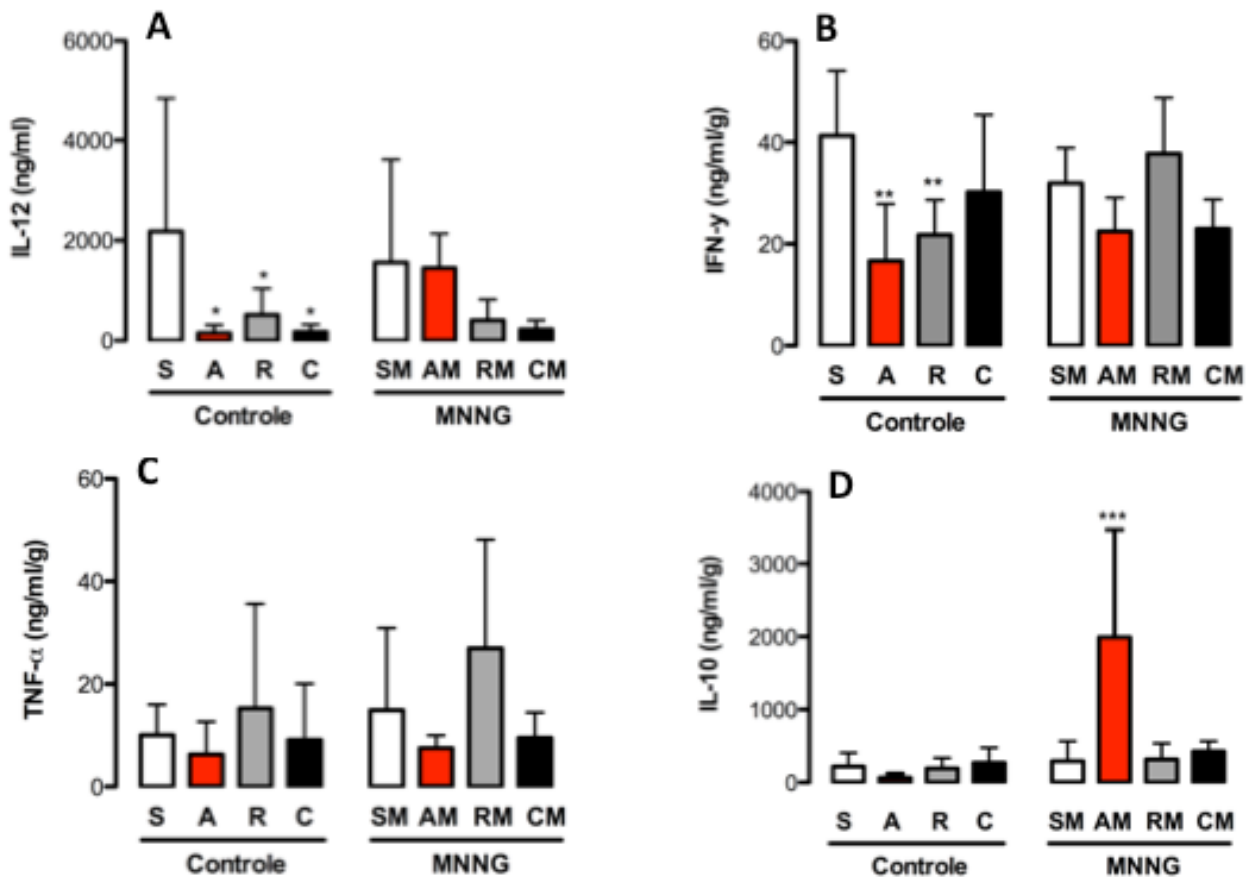 A
IL-12 (ng/ml)
6000
4000
2000
0
*
*
*
S A R C
SM AM RM CM
Controle
MNNG
B
IFN-y (ng/ml/g)
60
40
20
0
**
**
S A R C
SM AM RM CM
Controle
MNNG
C
TNF-α (ng/ml/g)
60
40
20
0
S A R C
SM AM RM CM
Controle
MNNG
D
IL-10 (ng/ml/g)
4000
3000
2000
1000
0
***
S A R C
SM AM RM CM
Controle
MNNG